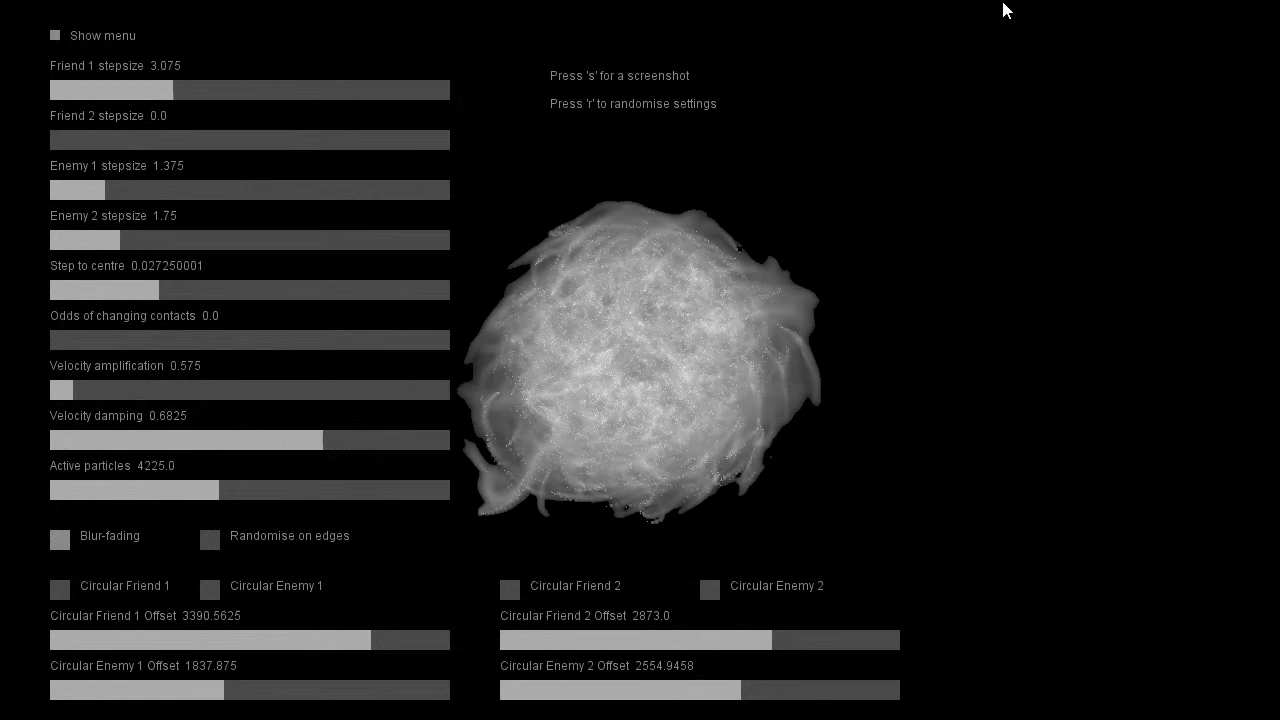 Show menu
Friend 1 stepsize 3.075
Press 's' for a screenshot
Press 'r' to randomise settings
Friend 2 stepsize 0.0
Enemy 1 stepsize 1.375
Enemy 2 stepsize 1.75
Step to centre 0.027250001
Odds of changing contacts 0.0
Velocity amplification 0.575
Velocity damping 0.6825
Active particles 4225.0
Blur-fading Randomise on edges
Circular Friend 1 Circular Enemy 1 Circular Friend 2 Circular Enemy 2
Circular Friend 1 Offset 3390.5625 Circular Friend 2 Offset 2873.0
Circular Enemy 1 Offset 1837.875 Circular Enemy 2 Offset 2554.9458